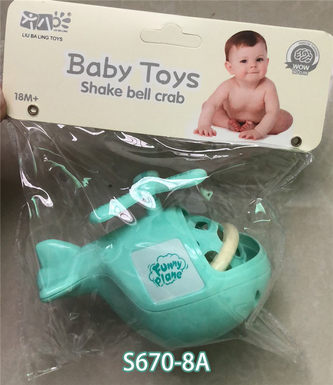 LIU BA LING TOYS
WOW
Baby Toys
Shake bell crab
18M+
Funny
plane
S670-8A